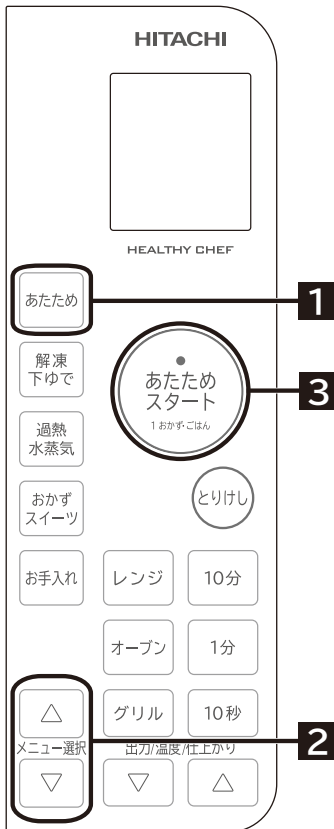 HITACHI
HEALTHY CHEF
あたため
1
解凍
下ゆで
あたため
スタート
1 おかず・ごはん
3
過熱
水蒸気
おかず
スイーツ
とりけし
お手入れ
レンジ
10分
オーブン
1分
△
グリル
10秒
メニュー選択
出力/温度/仕上がり
2
▽
▽
△